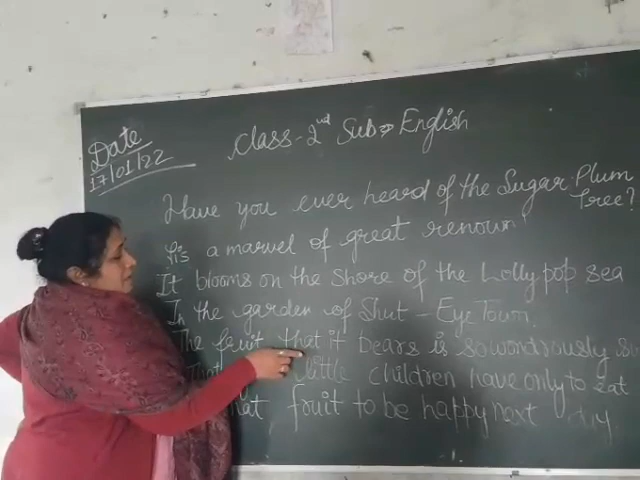 Date
17/01/22
Class-2nd Sub⇒English
Have you ever heard of the Sugar-Plum
Tree?
Tis a marvel of great renown
It blooms on the Shore of the Lollypop sea
In the garden of Shut-Eye Town.
The fruit that it bears is so wondrously
That little children have only to eat
that fruit to be happy next day.